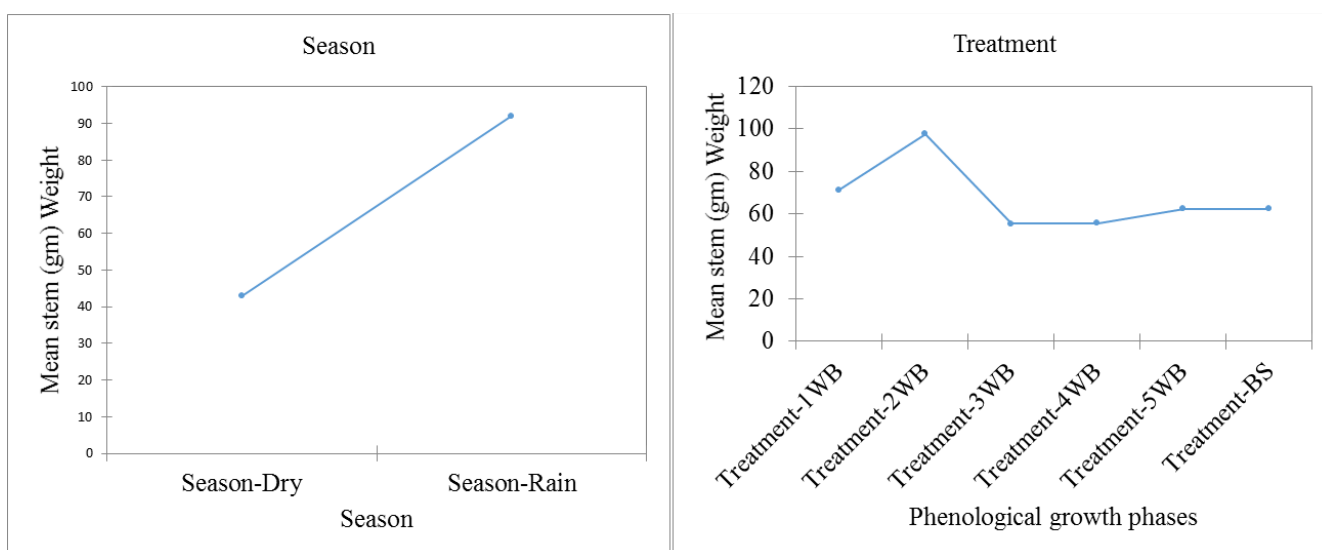 Season
Mean stem (gm) Weight
100
90
80
70
60
50
40
30
20
10
0
Season-Dry
Season-Rain
Season
Treatment
Mean stem (gm) Weight
120
100
80
60
40
20
0
Treatment-1WB
Treatment-2WB
Treatment-3WB
Treatment-4WB
Treatment-5WB
Treatment-BS
Phenological growth phases